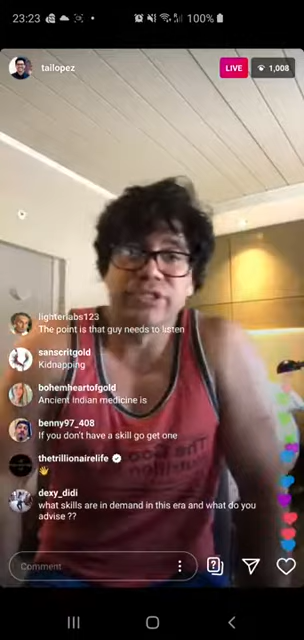 23:23
100%
tailopez
LIVE
1,008
lighterlabs123
The point is that guy needs to listen
sanscritgold
Kidnapping
bohemheartofgold
Ancient Indian medicine is
benny97_408
If you don't have a skill go get one
thetrillionairelife
👋
dexy_didi
what skills are in demand in this era and what do you
advise ??
Comment